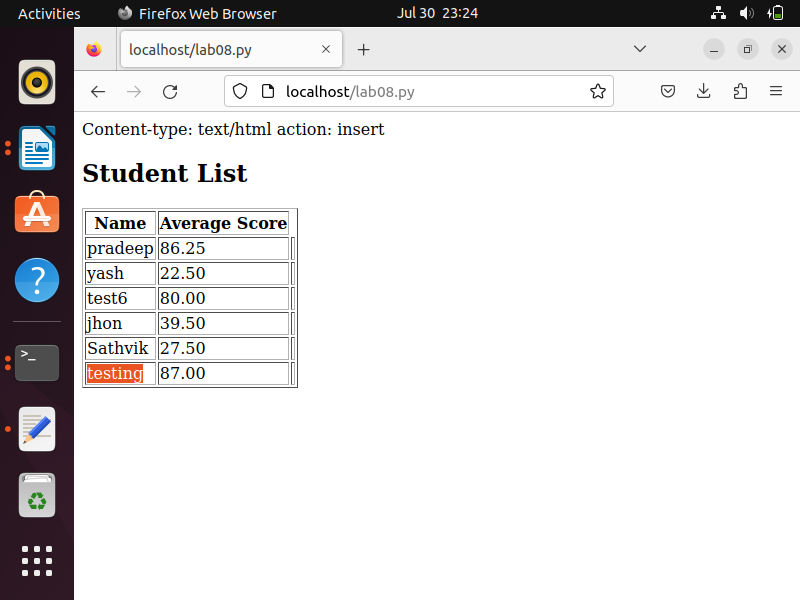 Activities Firefox Web Browser Jul 30 23:24
localhost/lab08.py
localhost/lab08.py
Content-type: text/html action: insert
Student List
Name Average Score
pradeep 86.25
yash 22.50
test6 80.00
jhon 39.50
Sathvik 27.50
testing 87.00